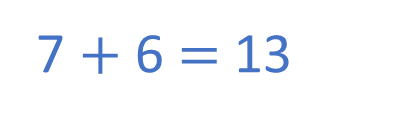 7 + 6 = 13